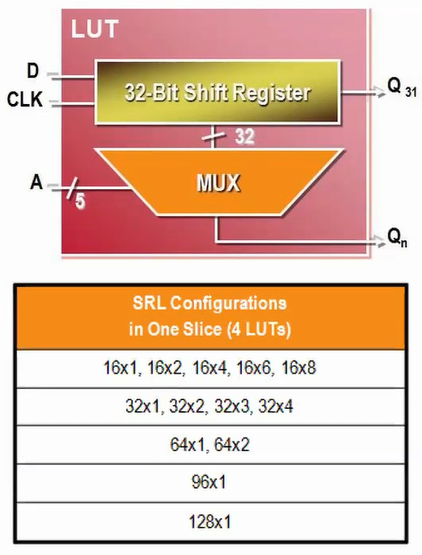 LUT
D
CLK
32-Bit Shift Register
Q 31
32
A
5
MUX
Qn
SRL Configurations
in One Slice (4 LUTs)
16x1, 16x2, 16x4, 16x6, 16x8
32x1, 32x2, 32x3, 32x4
64x1, 64x2
96x1
128x1